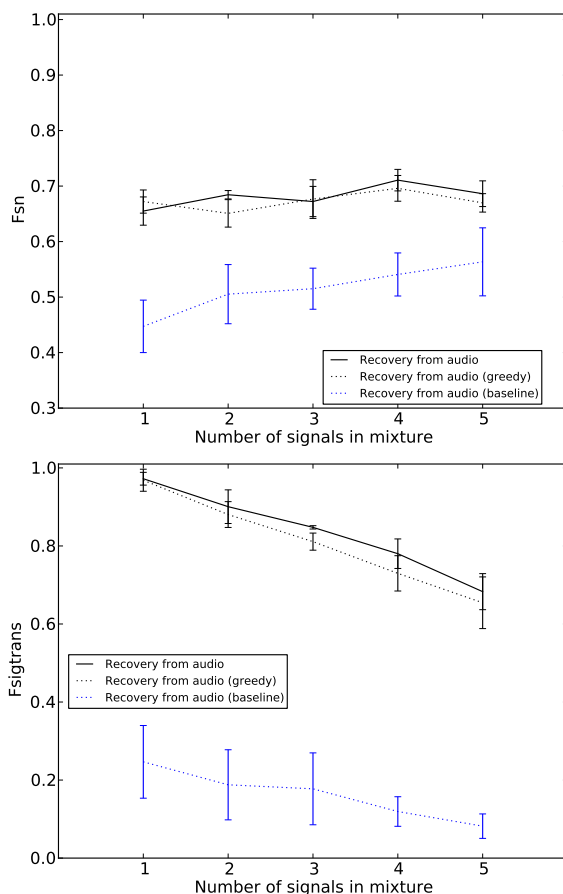 1.0
0.9
0.8
0.7
0.6
0.5
0.4
0.3
Fsn
Recovery from audio
Recovery from audio (greedy)
Recovery from audio (baseline)
1 2 3 4 5
Number of signals in mixture
1.0
0.8
0.6
0.4
0.2
0.0
Fsigtrans
Recovery from audio
Recovery from audio (greedy)
Recovery from audio (baseline)
1 2 3 4 5
Number of signals in mixture